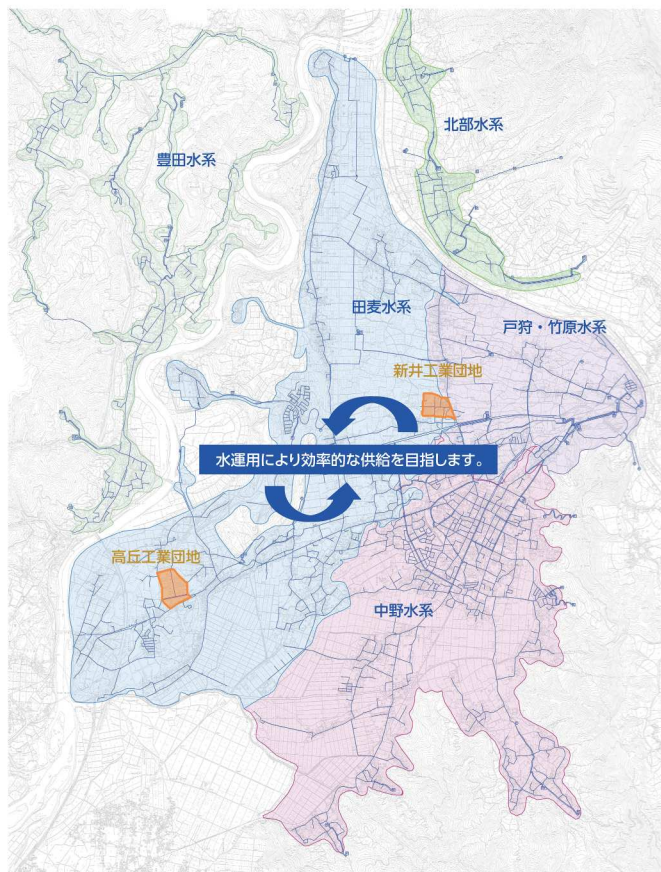 北部水系
豊田水系
田麦水系
戸狩・竹原水系
新井工業団地
水運用により効率的な供給を目指します。
高丘工業団地
中野水系